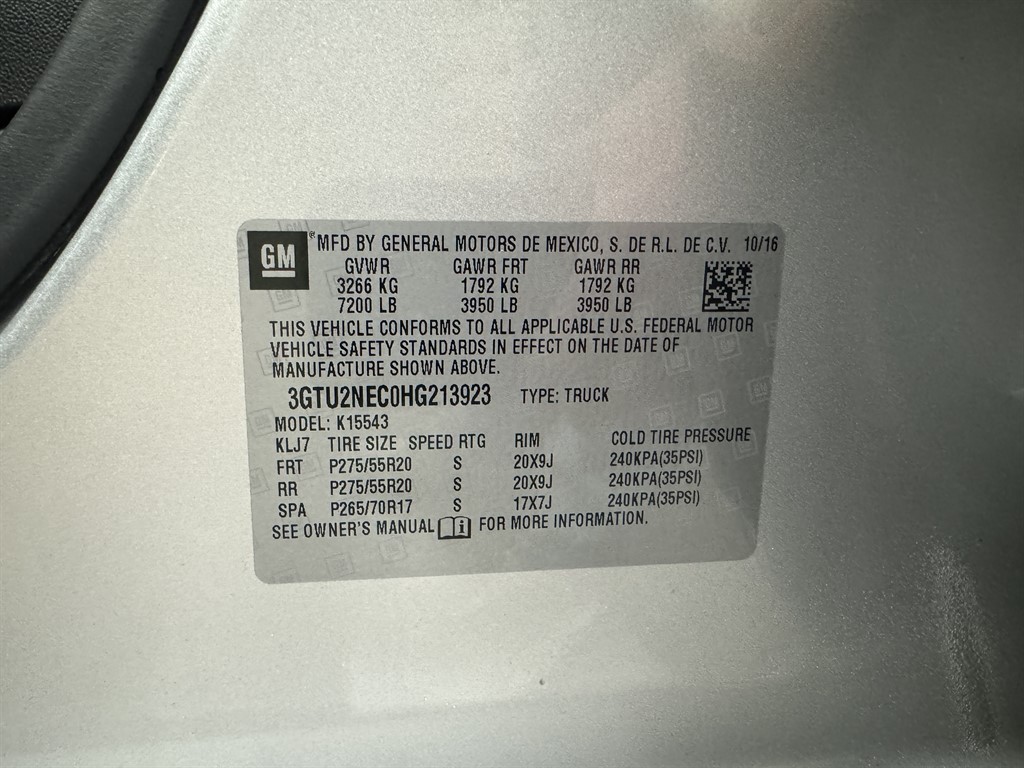 GM® MFD BY GENERAL MOTORS DE MEXICO, S. DE R.L. DE C.V. 10/16
GVWR GAWR FRT GAWR RR
3266 KG 1792 KG 1792 KG
7200 LB 3950 LB 3950 LB
THIS VEHICLE CONFORMS TO ALL APPLICABLE U.S. FEDERAL MOTOR
VEHICLE SAFETY STANDARDS IN EFFECT ON THE DATE OF
MANUFACTURE SHOWN ABOVE.
3GTU2NEC0HG213923 TYPE: TRUCK
MODEL: K15543
KLJ7 TIRE SIZE SPEED RTG RIM COLD TIRE PRESSURE
FRT P275/55R20 S 20X9J 240KPA(35PSI)
RR P275/55R20 S 20X9J 240KPA(35PSI)
SPA P265/70R17 S 17X7J 240KPA(35PSI)
SEE OWNER'S MANUAL i FOR MORE INFORMATION.